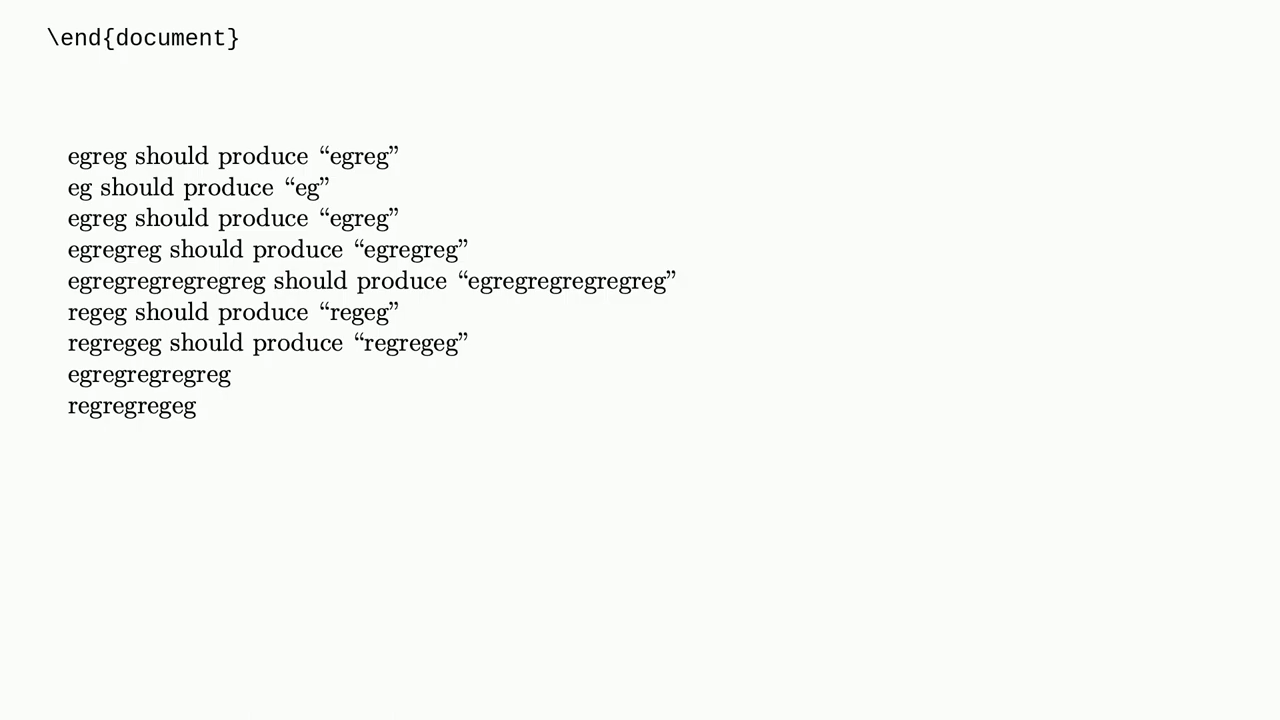 \end{document}
egreg should produce “egreg”
eg should produce “eg”
egreg should produce “egreg”
egregreg should produce “egregreg”
egregregregregreg should produce “egregregregregreg”
regeg should produce “regeg”
regregeg should produce “regregeg”
egregregregreg
regregregeg